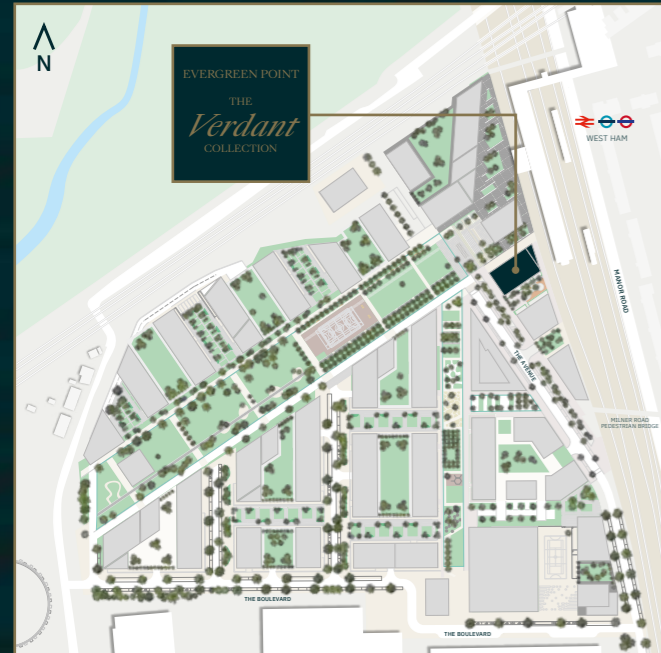 N
EVERGREEN POINT
THE
Verdant
COLLECTION
WEST HAM
MANOR ROAD
THE AVENUE
MILNER ROAD
PEDESTRIAN BRIDGE
THE BOULEVARD
THE BOULEVARD